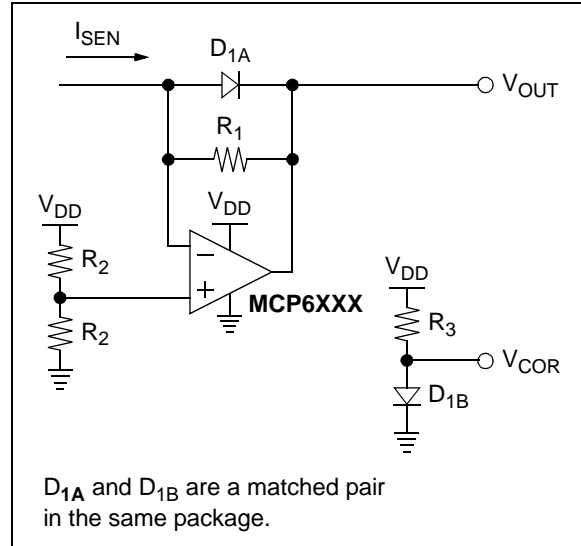 I_SEN
D_1A
V_OUT
R_1
V_DD
V_DD
R_2
−
+
MCP6XXX
R_2
V_DD
R_3
V_COR
D_1B
D_1A and D_1B are a matched pair
in the same package.